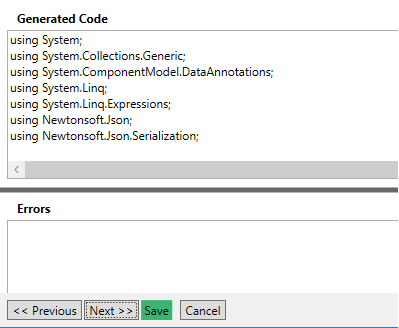 Generated Code
using System;
using System.Collections.Generic;
using System.ComponentModel.DataAnnotations;
using System.Linq;
using System.Linq.Expressions;
using Newtonsoft.Json;
using Newtonsoft.Json.Serialization;
Errors
<< Previous Next >> Save Cancel